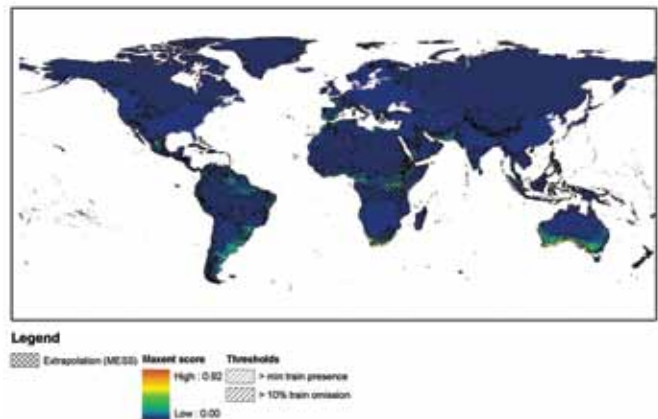 Legend
Extrapolation (MESS) Maxent score Thresholds
High : 0.92 > min train presence
> 10% train omission
Low : 0.00